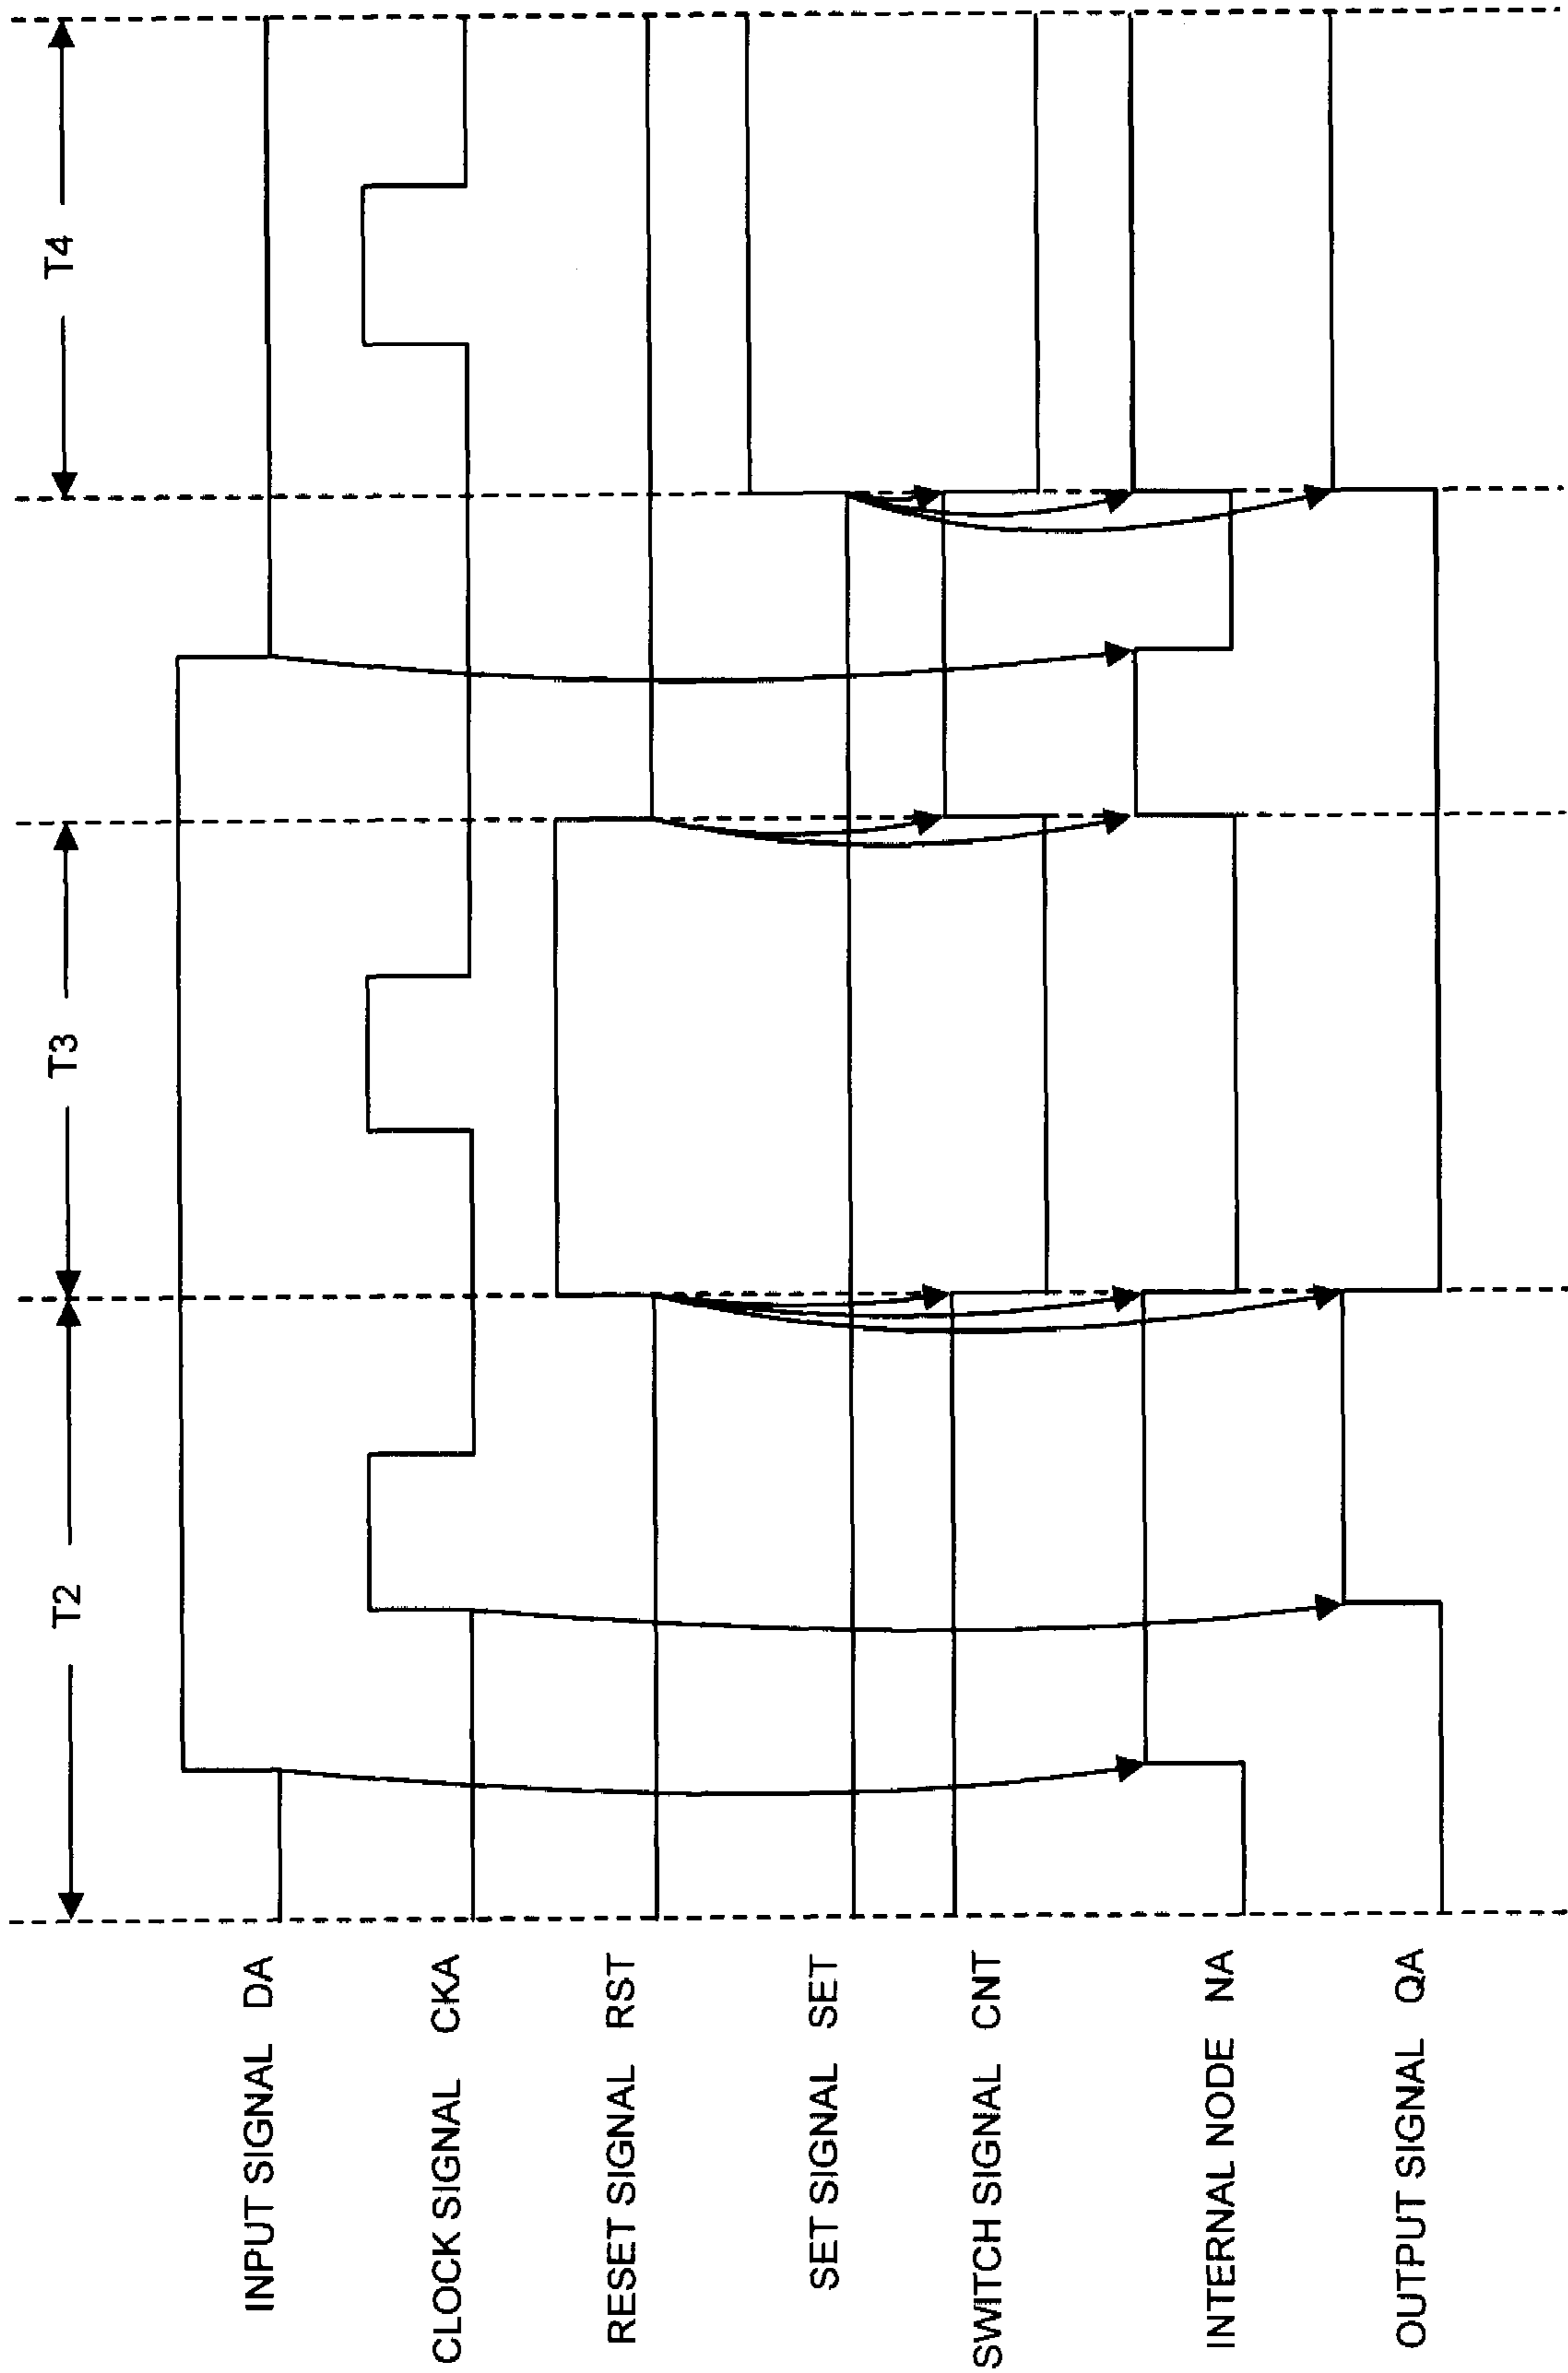 T2
T3
T4
INPUT SIGNAL DA
CLOCK SIGNAL CKA
RESET SIGNAL RST
SET SIGNAL SET
SWITCH SIGNAL CNT
INTERNAL NODE NA
OUTPUT SIGNAL QA